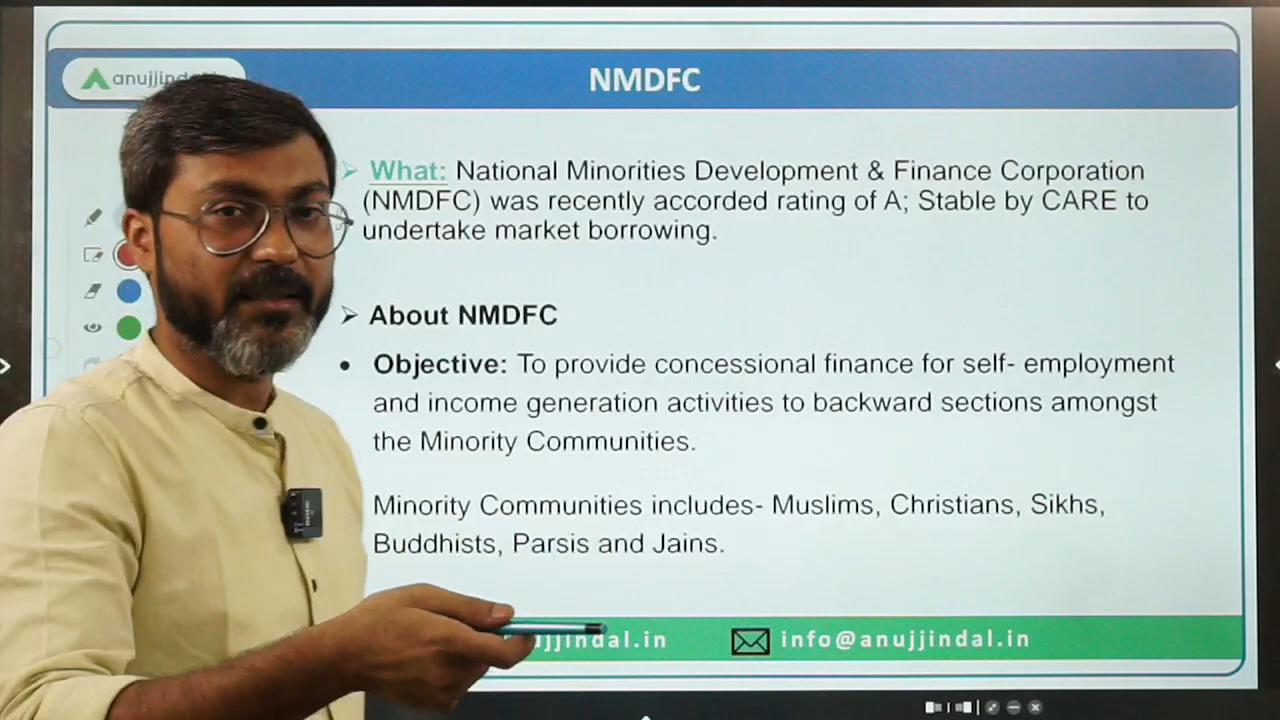 NMDFC
What: National Minorities Development & Finance Corporation
(NMDFC) was recently accorded rating of A; Stable by CARE to
undertake market borrowing.
About NMDFC
Objective: To provide concessional finance for self- employment
and income generation activities to backward sections amongst
the Minority Communities.
Minority Communities includes- Muslims, Christians, Sikhs,
Buddhists, Parsis and Jains.
info@anujjindal.in